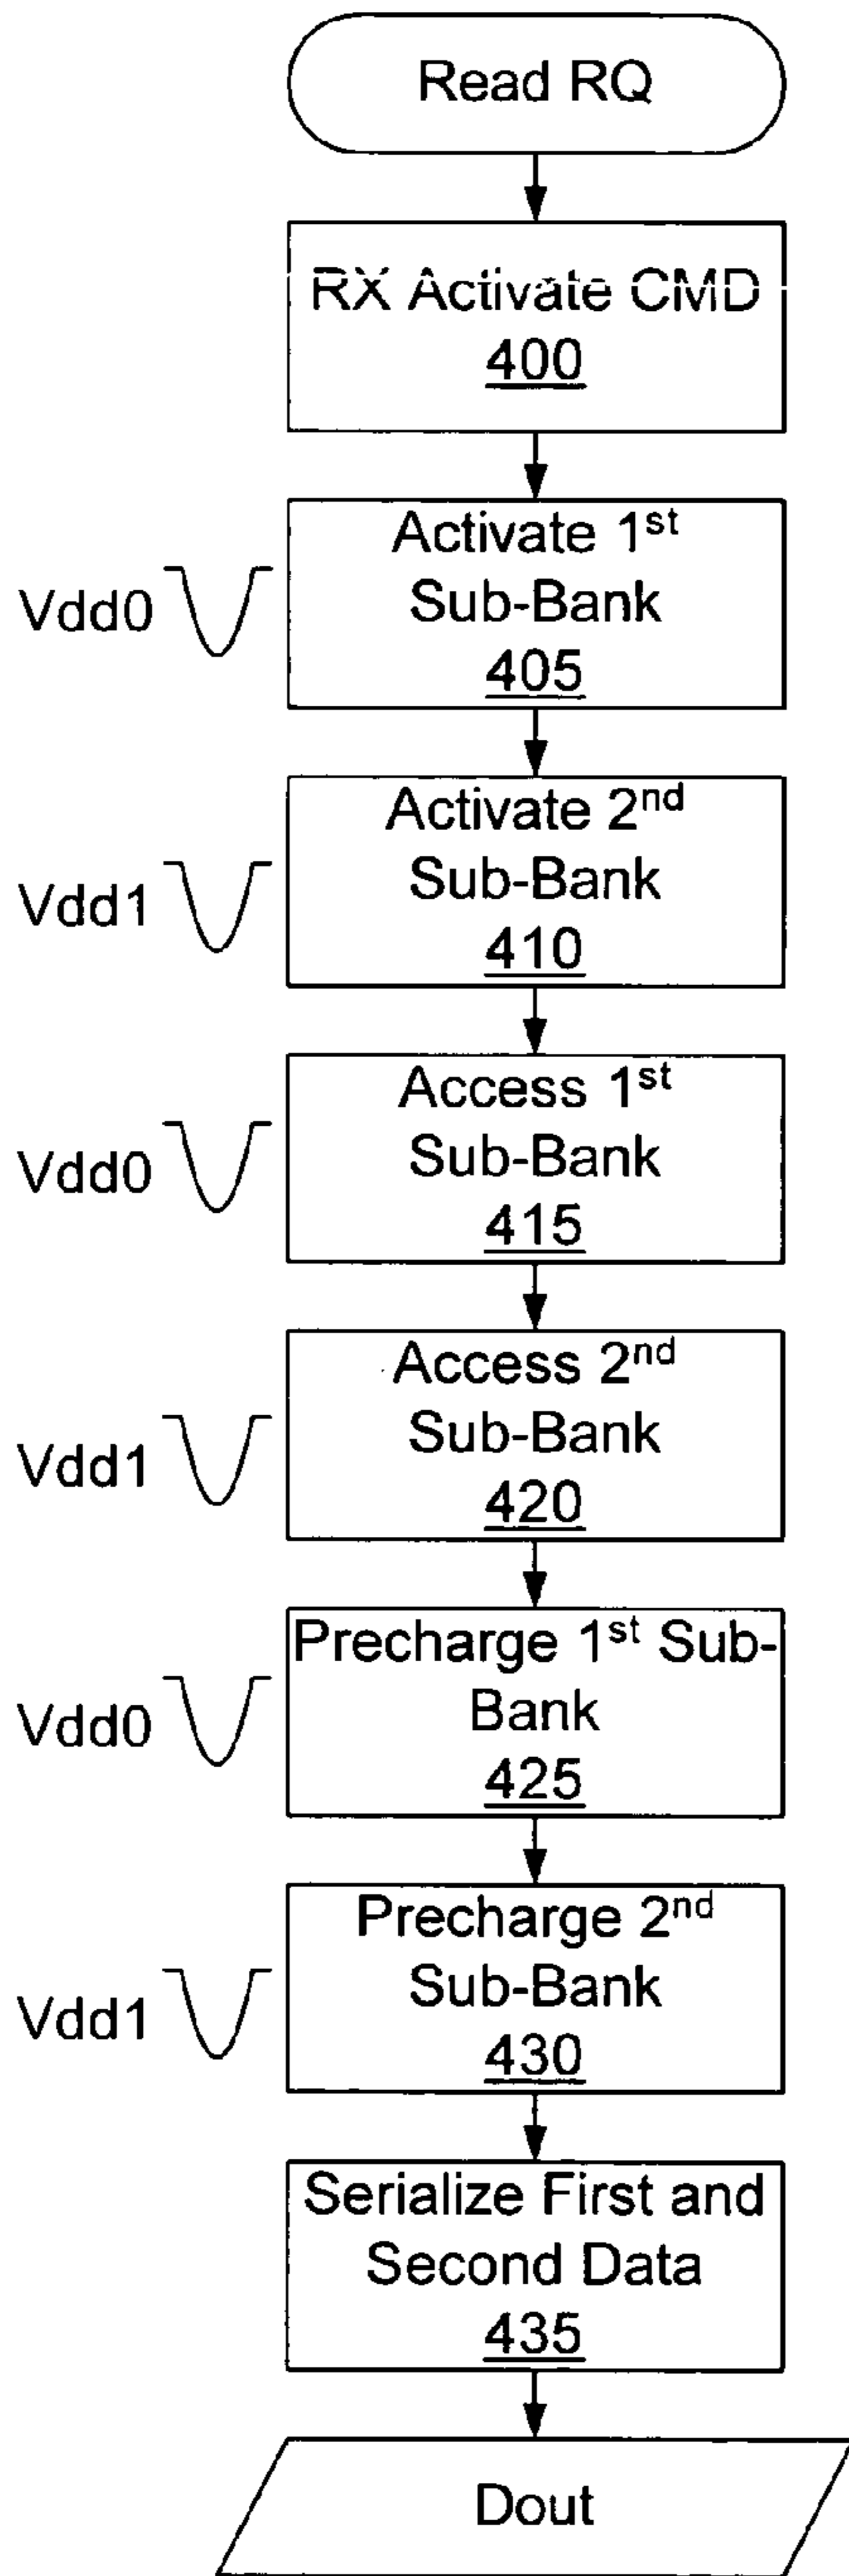 Read RQ
RX Activate CMD
400
Activate 1st
Sub-Bank
405
Vdd0
Activate 2nd
Sub-Bank
410
Vdd1
Access 1st
Sub-Bank
415
Vdd0
Access 2nd
Sub-Bank
420
Vdd1
Precharge 1st Sub-
Bank
425
Vdd0
Precharge 2nd
Sub-Bank
430
Vdd1
Serialize First and
Second Data
435
Dout